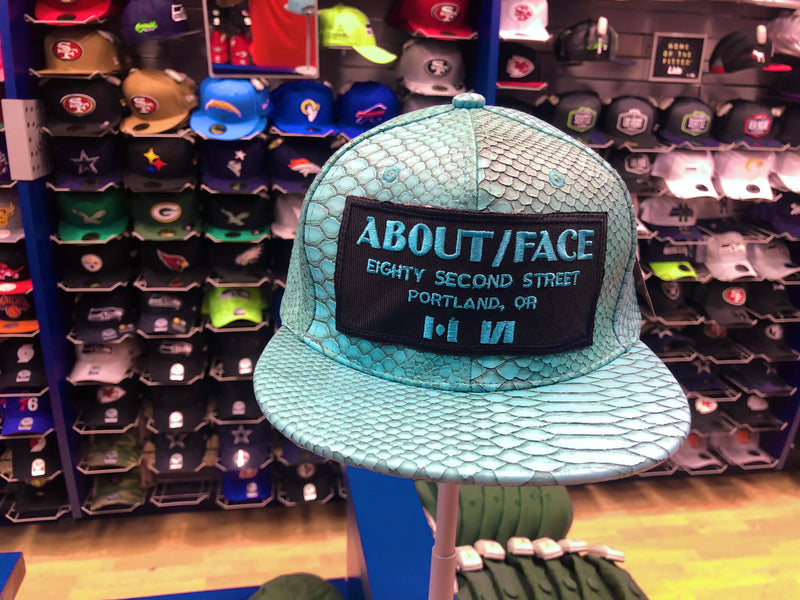 ABOUT/FACE
EIGHTY SECOND STREET
PORTLAND, OR